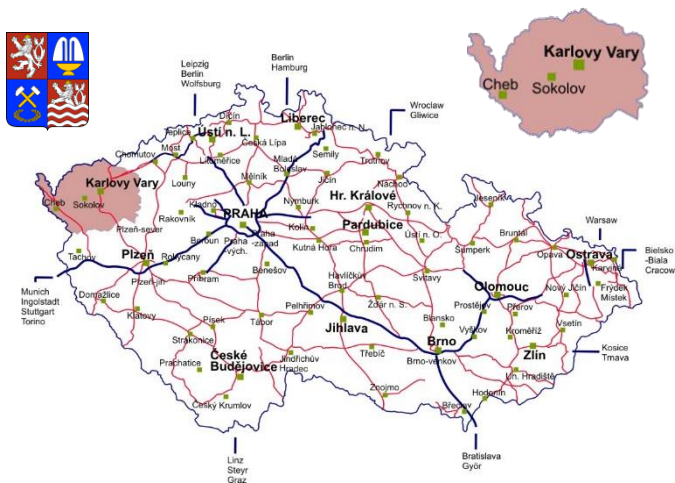 Karlovy Vary
Cheb
Sokolov
Leipzig
Berlin
Wolfsburg
Berlin
Hamburg
Wroclaw
Gliwice
Děčín
Liberec
Jablonec n. N.
Teplice
Ústí n. L.
Česká Lípa
Most
Litoměřice
Semily
Trutnov
Chomutov
Mladá
Boleslav
Karlovy Vary
Louny
Mělník
Jičín
Náchod
Cheb
Sokolov
Rakovník
Kladno
Nymburk
Hr. Králové
Rychnov n. K.
Jeseník
PRAHA
Pardubice
Plzeň-sever
Beroun
Praha
-západ
Praha
-vých.
Kolín
Kutná Hora
Chrudim
Ústí n. O.
Šumperk
Bruntál
Opava
Ostrava
Karviná
Warsaw
Bielsko
-Biala
Cracow
Tachov
Plzeň
Rokycany
Plzeň-jih
Příbram
Benešov
Havlíčkův
Brod
Svitavy
Olomouc
Nový Jičín
Frýdek
Místek
Munich
Ingolstadt
Stuttgart
Torino
Domažlice
Klatovy
Písek
Tábor
Pelhřimov
Žďár n. S.
Blansko
Prostějov
Přerov
Vsetín
Strakonice
Jihlava
Vyškov
Kroměříž
Prachatice
České
Budějovice
Jindřichův
Hradec
Třebíč
Brno
Brno-venkov
Zlín
Kosice
Trnava
Český Krumlov
Znojmo
Hodonín
Un. Hradiště
Břeclav
Linz
Steyr
Graz
Bratislava
Györ